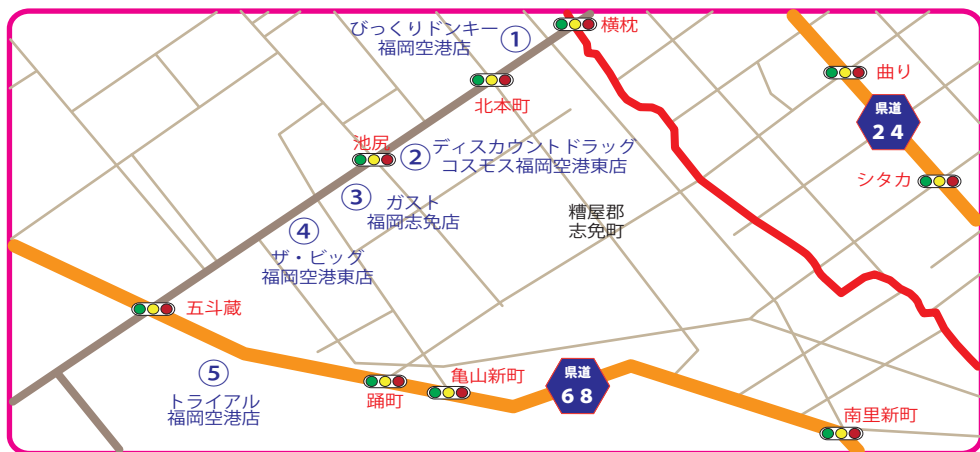 びっくりドンキー
福岡空港店
①
横枕
曲り
北本町
県道
24
池尻
②
ディスカウントドラッグ
コスモス福岡空港東店
シタカ
③
ガスト
福岡志免店
糟屋郡
志免町
④
ザ・ビッグ
福岡空港東店
五斗蔵
⑤
トライアル
福岡空港店
踊町
亀山新町
県道
68
南里新町